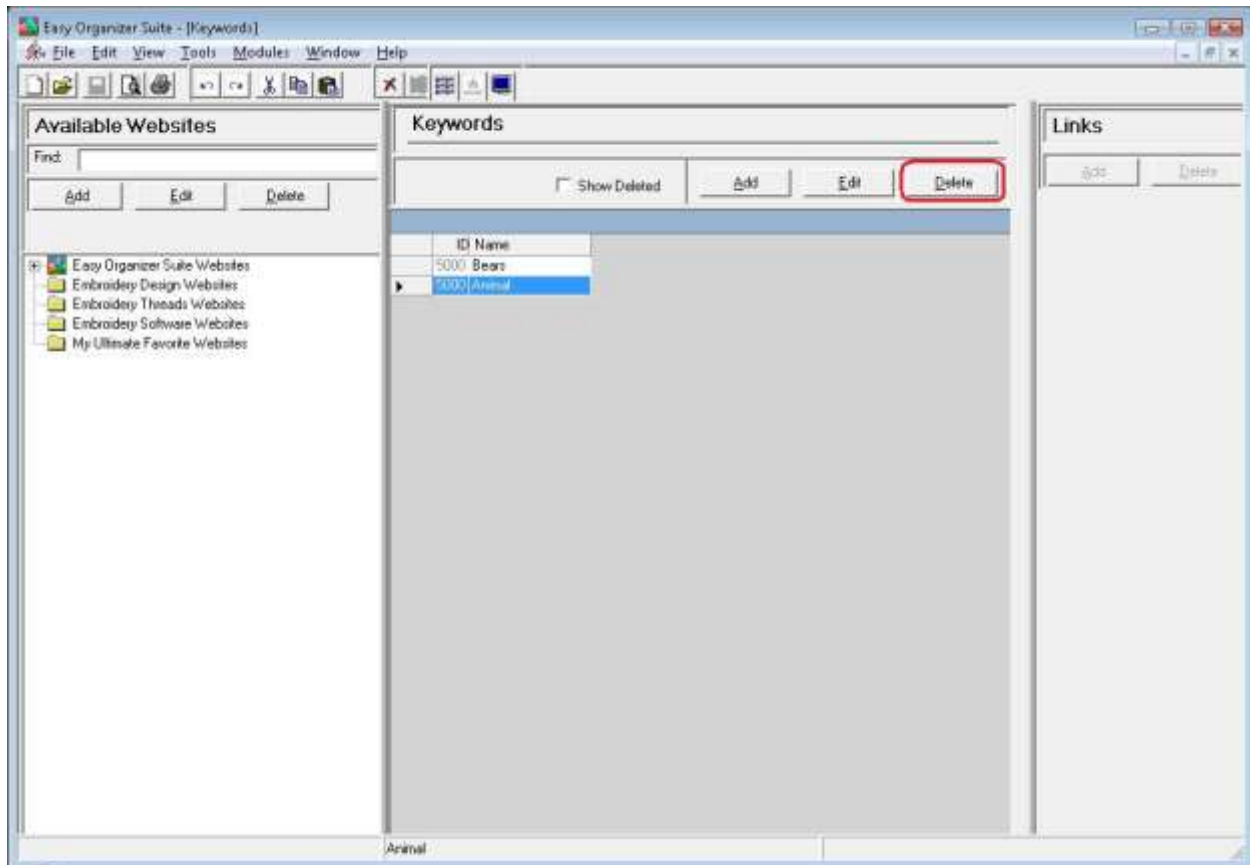 Easy Organizer Suite - [Keywords]
File Edit View Tools Modules Window Help
Available Websites
Find:
Add Edit Delete
Easy Organizer Suite Websites
Embroidery Design Websites
Embroidery Threads Websites
Embroidery Software Websites
My Ultimate Favorite Websites
Keywords
Show Deleted Add Edit Delete
ID Name
5000 Bears
5000 Animal
Links
Add Delete
Animal